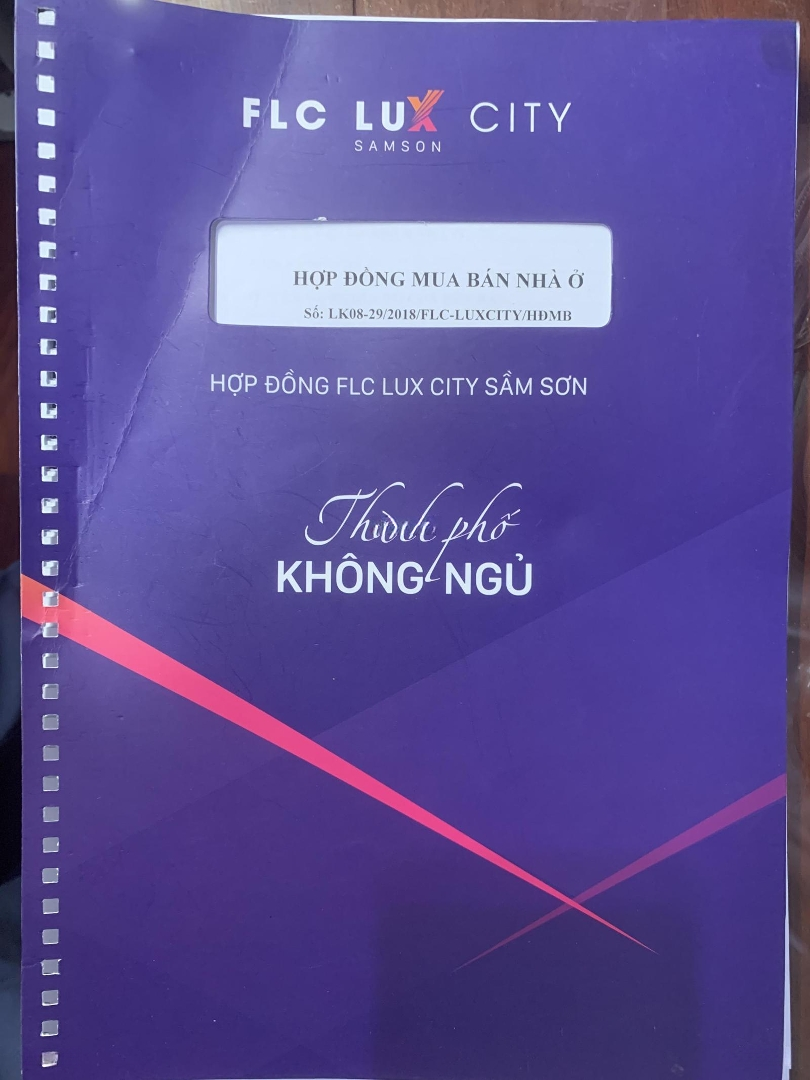 FLC LUX CITY
SAMSON
HỢP ĐỒNG MUA BÁN NHÀ Ở
Số: LK08-29/2018/FLC-LUXCITY/HĐMB
HỢP ĐỒNG FLC LUX CITY SẦM SƠN
Thành phố
KHÔNG NGỦ